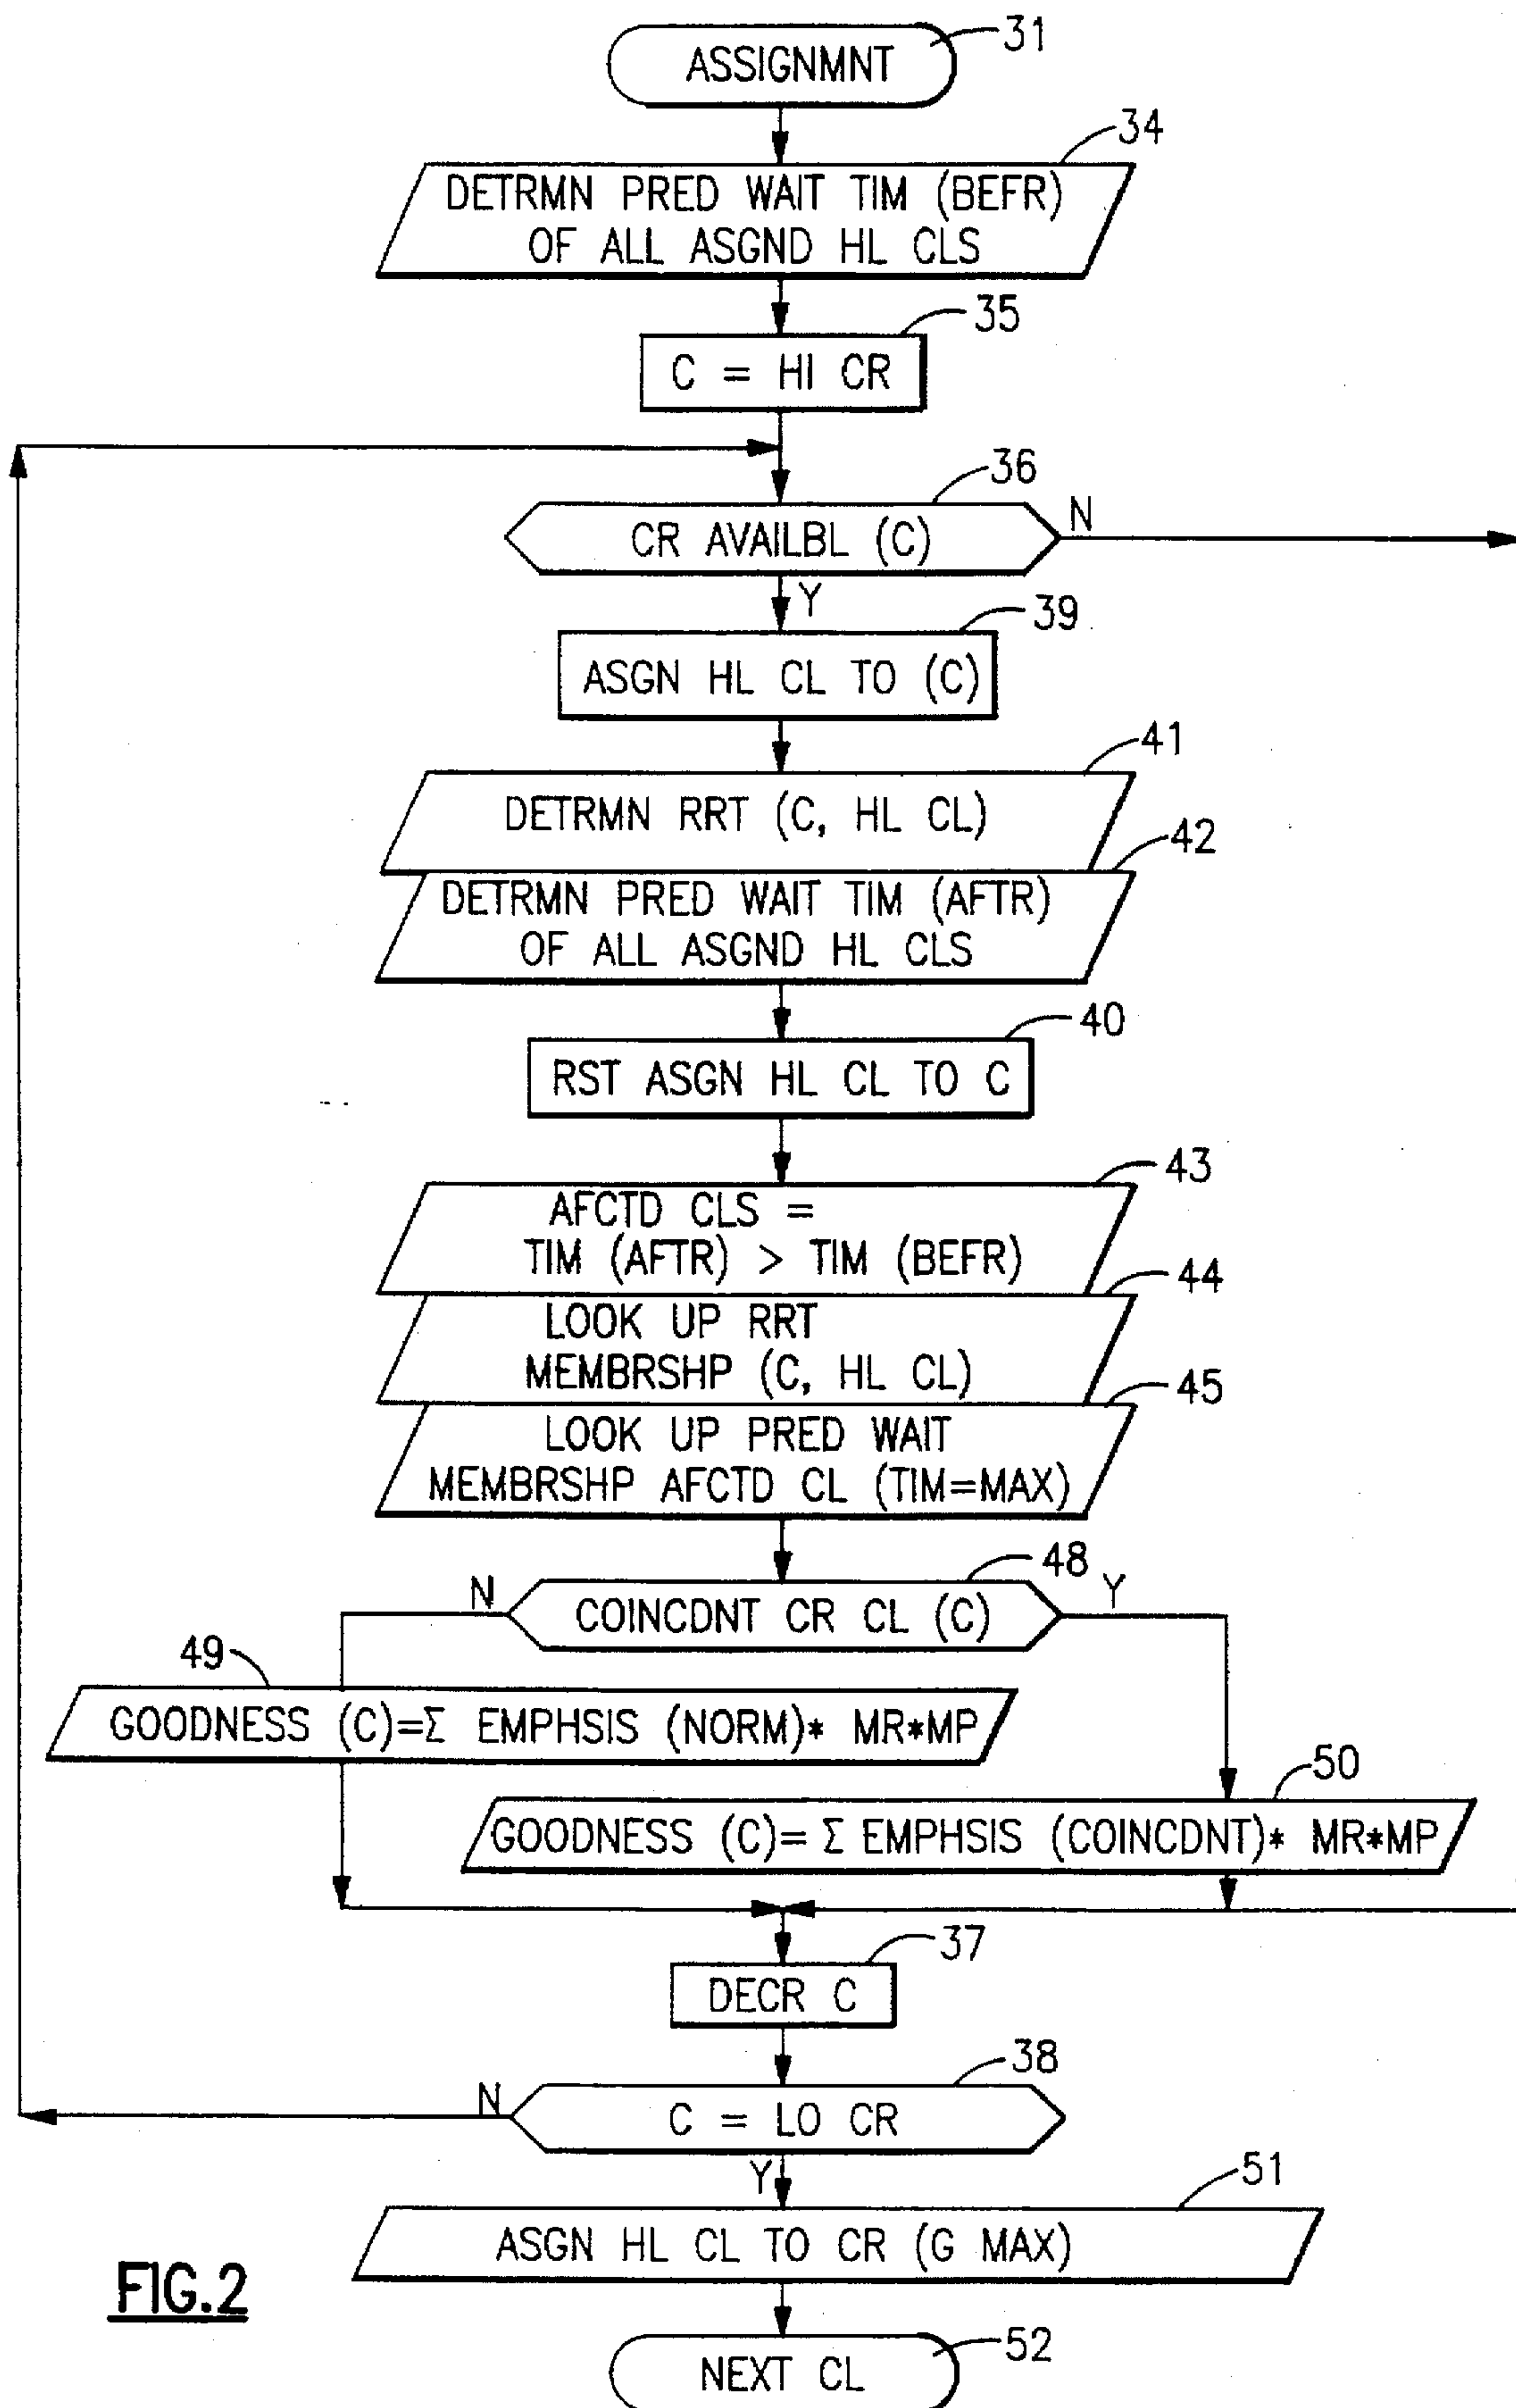 ASSIGNMNT
31
34
DETRMN PRED WAIT TIM (BEFR)
OF ALL ASGND HL CLS
35
C = HI CR
36
CR AVAILBL (C)
N
Y
39
ASGN HL CL TO (C)
41
DETRMN RRT (C, HL CL)
42
DETRMN PRED WAIT TIM (AFTR)
OF ALL ASGND HL CLS
40
RST ASGN HL CL TO C
43
AFCTD CLS =
TIM (AFTR) > TIM (BEFR)
44
LOOK UP RRT
MEMBRSHP (C, HL CL)
45
LOOK UP PRED WAIT
MEMBRSHP AFCTD CL (TIM=MAX)
48
N
COINCDNT CR CL (C)
Y
49
GOODNESS (C)=Σ EMPHSIS (NORM)* MR*MP
50
GOODNESS (C)= Σ EMPHSIS (COINCDNT)* MR*MP
37
DECR C
38
N
C = LO CR
Y
51
ASGN HL CL TO CR (G MAX)
FIG.2
52
NEXT CL